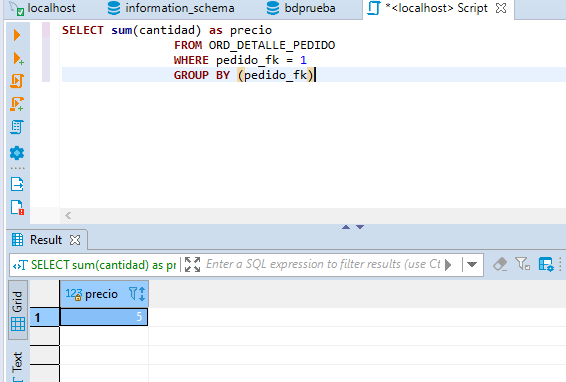 localhost information_schema bdprueba *<localhost> Script
SELECT sum(cantidad) as precio
FROM ORD_DETALLE_PEDIDO
WHERE pedido_fk = 1
GROUP BY (pedido_fk)
Result
SELECT sum(cantidad) as pr Enter a SQL expression to filter results (use Ct
Grid
123 precio
1 5
Text